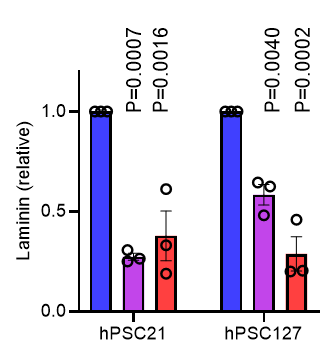 P=0.0007
P=0.0016
P=0.0040
P=0.0002
Laminin (relative)
1.0
0.5
0.0
hPSC21
hPSC127